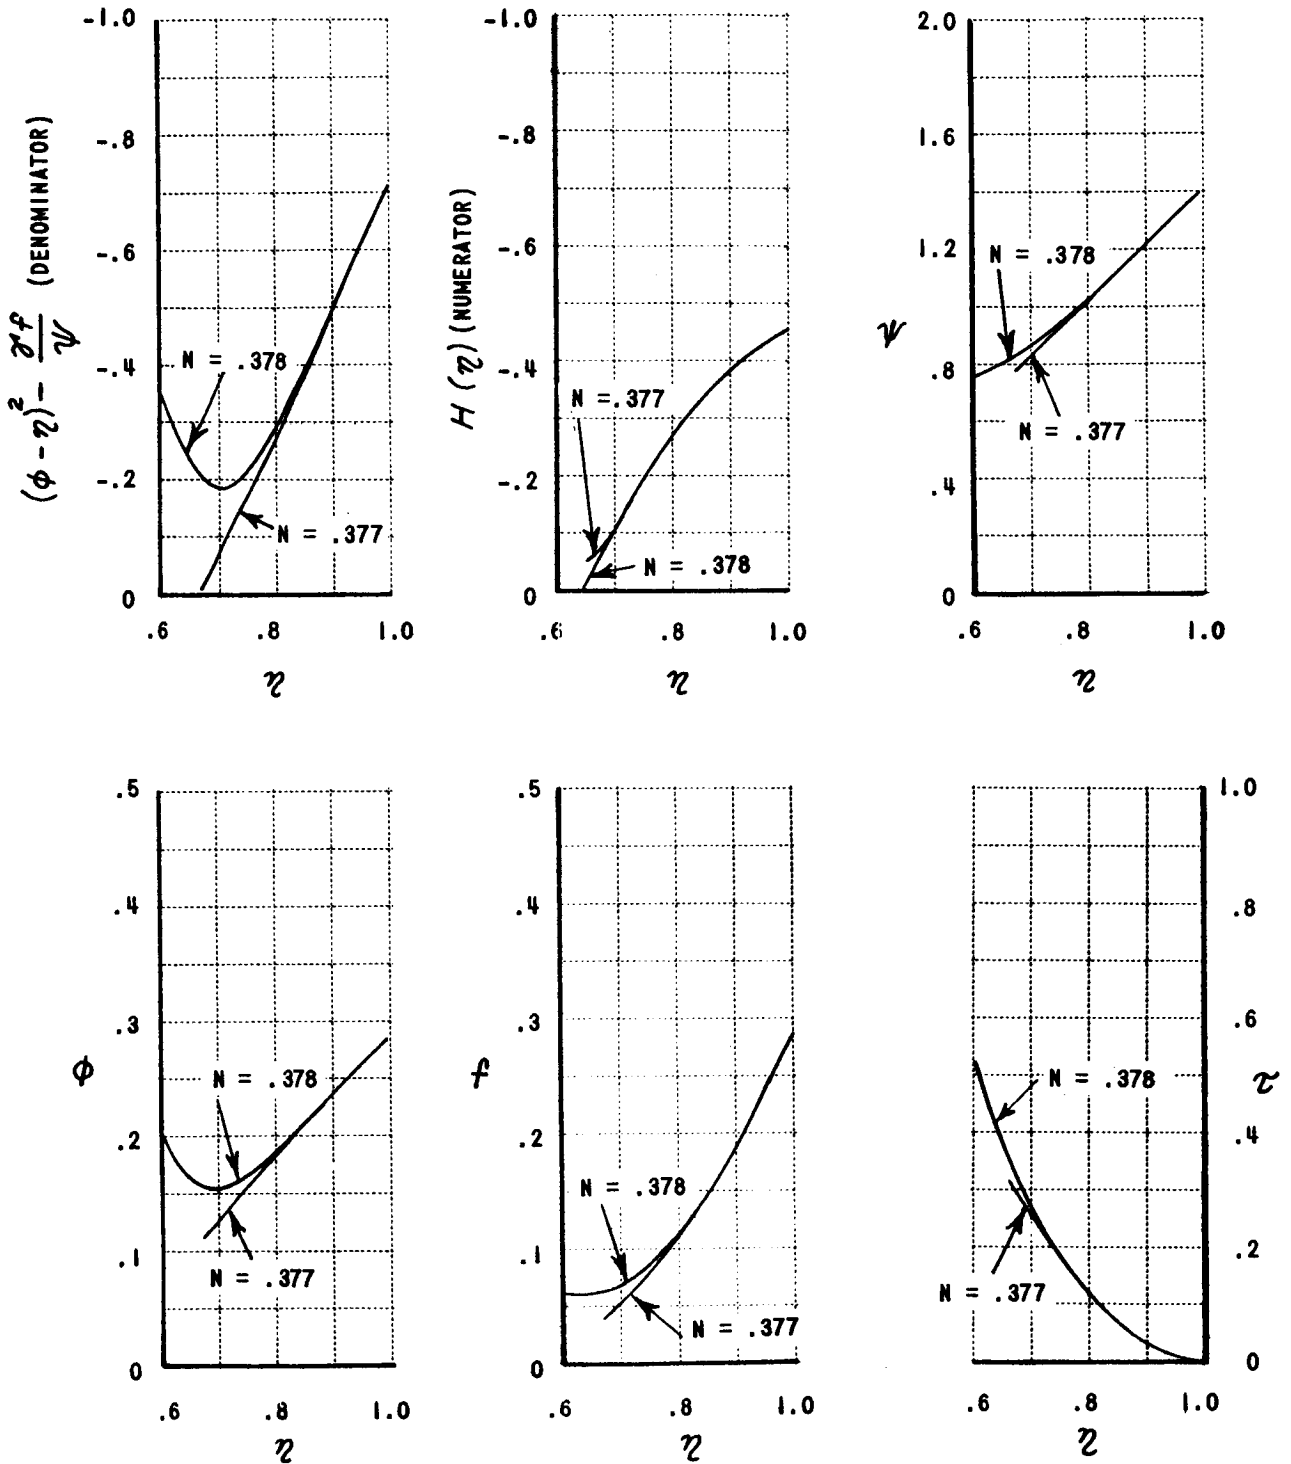 -1.0
-.8
-.6
-.4
-.2
0
.6
.8
1.0
(ϕ - η)² - γf/ψ (DENOMINATOR)
N = .378
N = .377
η
-1.0
-.8
-.6
-.4
-.2
0
.6
.8
1.0
H (η) (NUMERATOR)
N = .377
N = .378
η
2.0
1.6
1.2
.8
.4
0
.6
.8
1.0
ψ
N = .378
N = .377
η
.5
.4
.3
.2
.1
0
.6
.8
1.0
ϕ
N = .378
N = .377
η
.5
.4
.3
.2
.1
0
.6
.8
1.0
f
N = .378
N = .377
η
1.0
.8
.6
.4
.2
0
.6
.8
1.0
τ
N = .378
N = .377
η